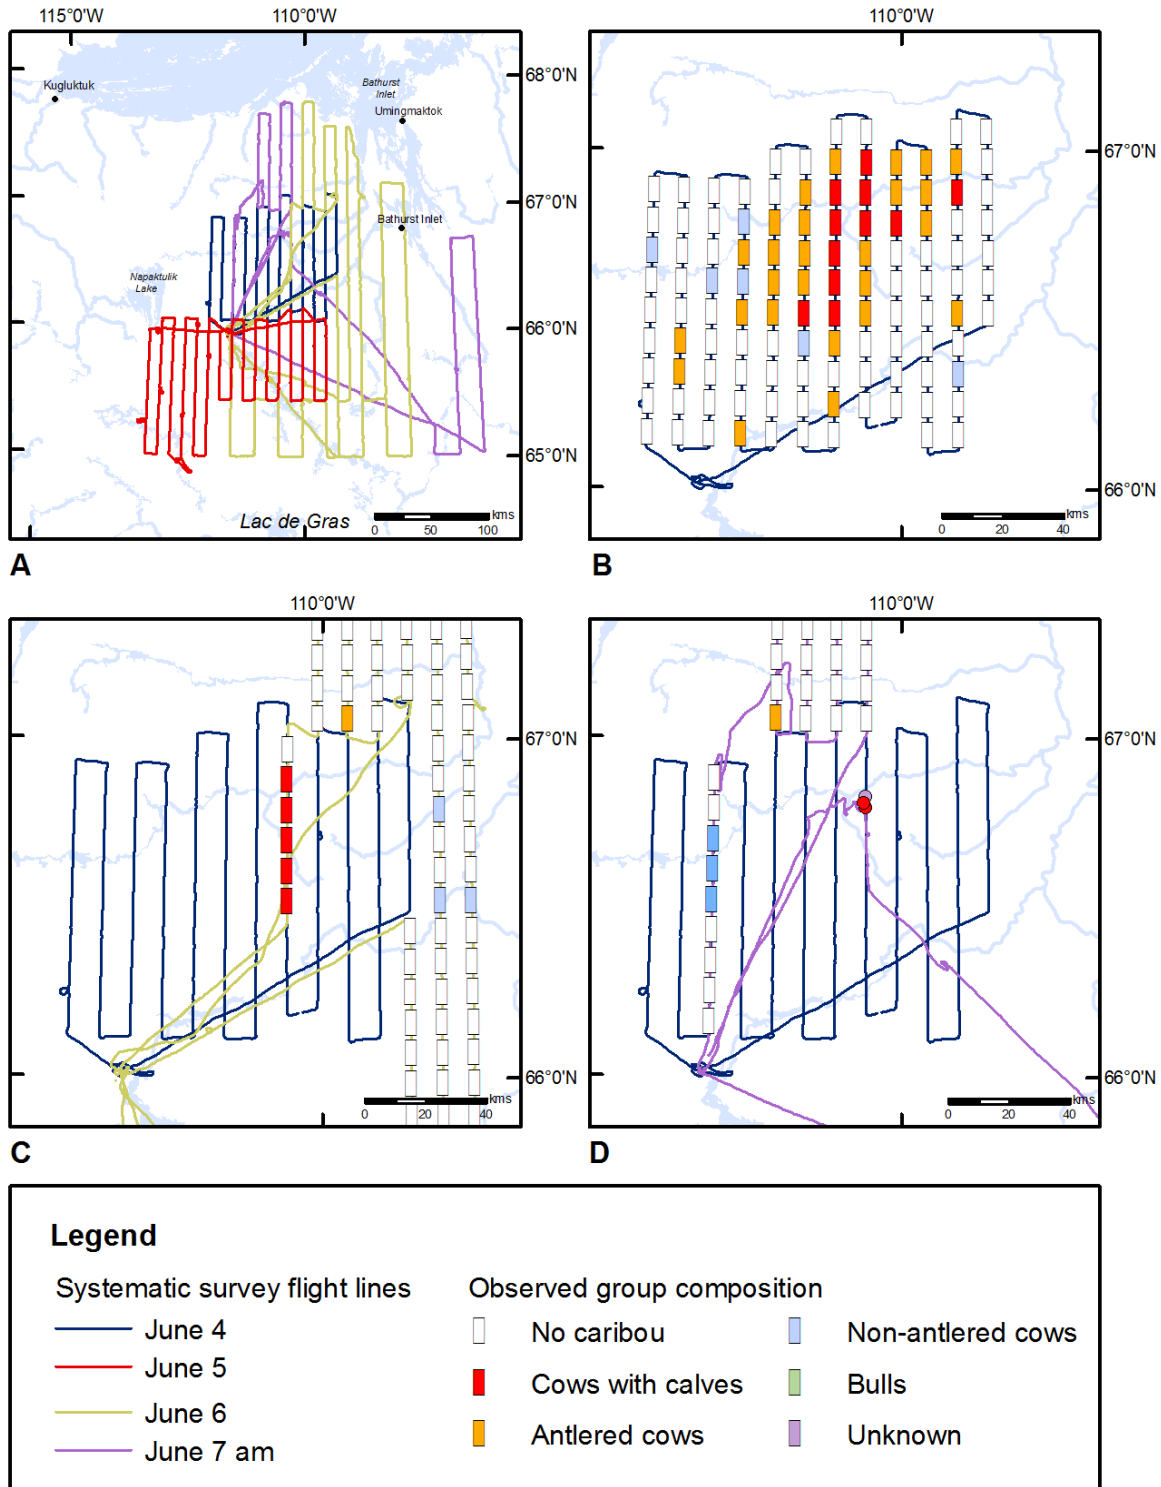 115°0'W 110°0'W 110°0'W
68°0'N
Kugluktuk
Bathurst
Inlet
Umingmaktok
67°0'N 67°0'N
Bathurst Inlet
Napaktulik
Lake
66°0'N
65°0'N
66°0'N
Lac de Gras
kms
0 50 100
kms
0 20 40
A
B
110°0'W 110°0'W
67°0'N 67°0'N
66°0'N 66°0'N
kms
0 20 40
kms
0 20 40
C
D
Legend
Systematic survey flight lines
June 4
June 5
June 6
June 7 am
Observed group composition
No caribou
Cows with calves
Antlered cows
Non-antlered cows
Bulls
Unknown